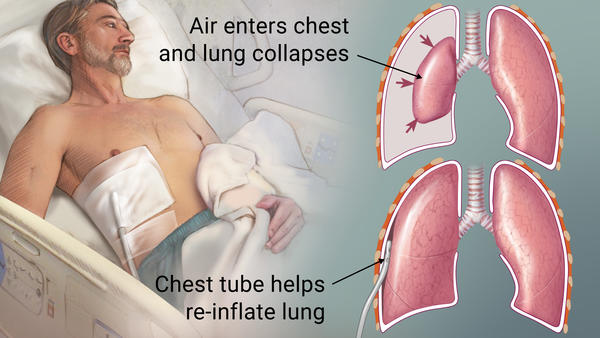 Air enters chest
and lung collapses
Chest tube helps
re-inflate lung